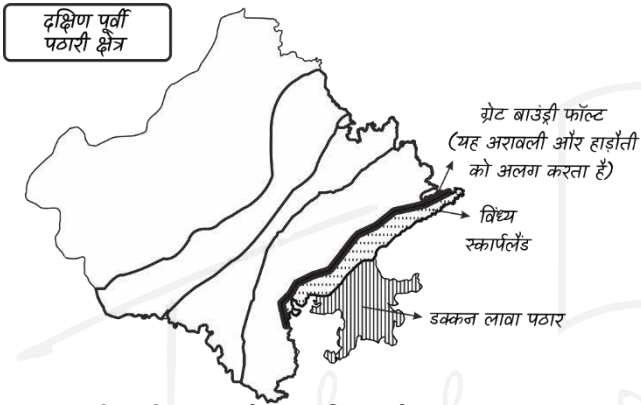 दक्षिण पूर्वी
पठारी क्षेत्र
ग्रेट बाउंड्री फॉल्ट
(यह अरावली और हाड़ौती
को अलग करता है)
विंध्य
स्कार्पलैंड
डक्कन लावा पठार